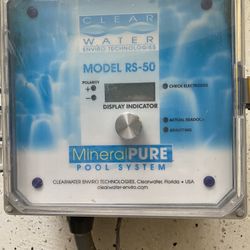 CLEAR
WATER
ENVIRO TECHNOLOGIES
MODEL RS-50
POLARITY
+
−
CHECK ELECTRODES
DISPLAY INDICATOR
ACTUAL READOUT
ADJUSTING
MineralPURE
POOL SYSTEM
CLEARWATER ENVIRO TECHNOLOGIES, Clearwater, Florida • USA
clearwater-enviro.com